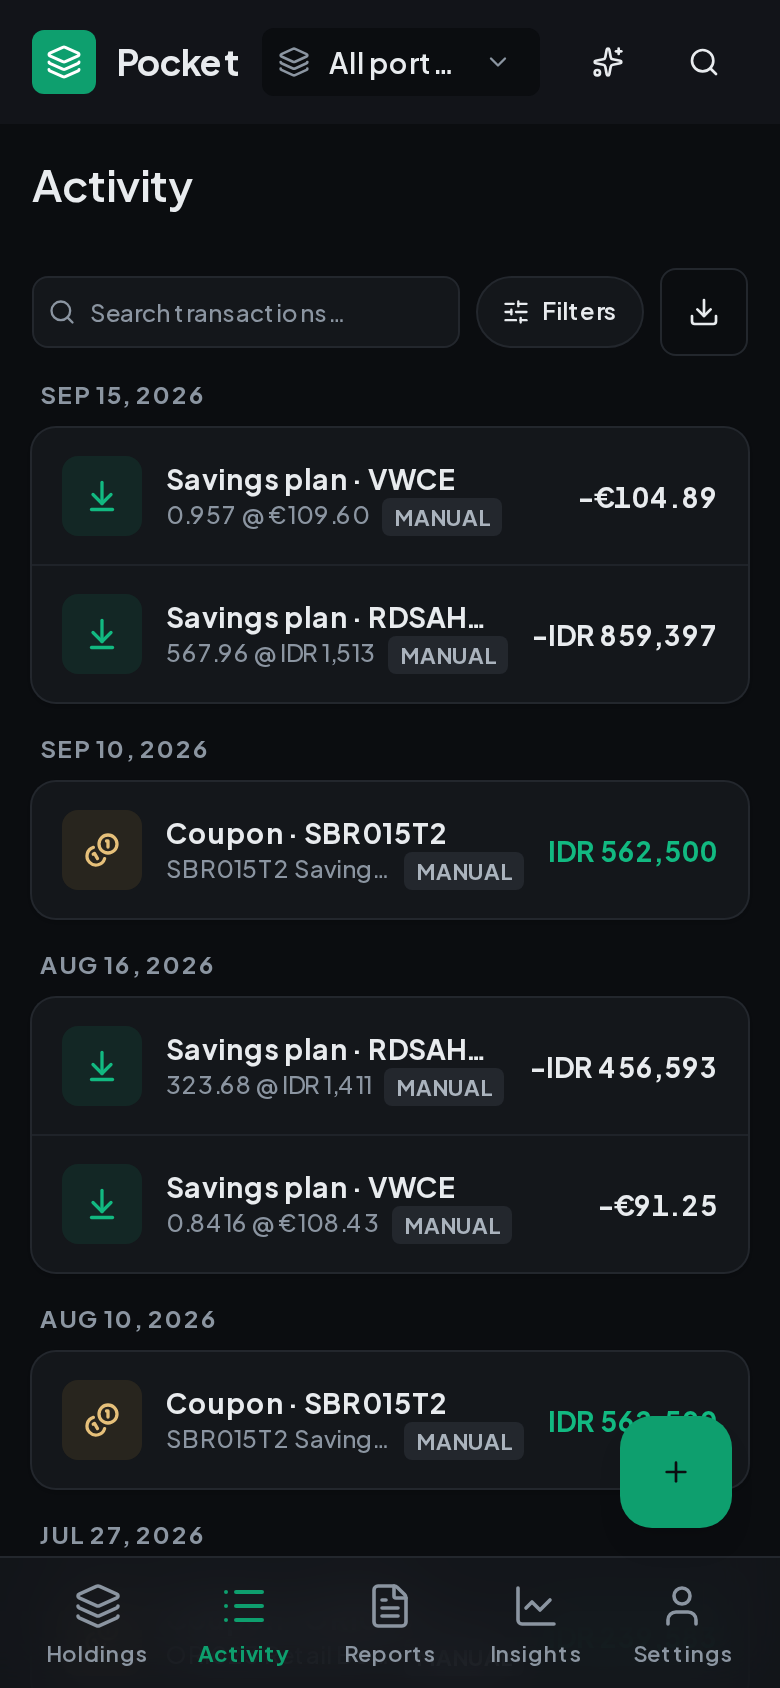 Pocket
All port…
Activity
Search transactions…
Filters
SEP 15, 2026
Savings plan · VWCE
0.957 @ €109.60 MANUAL
-€104.89
Savings plan · RDSAH…
567.96 @ IDR 1,513 MANUAL
-IDR 859,397
SEP 10, 2026
Coupon · SBR015T2
SBR015T2 Saving… MANUAL
IDR 562,500
AUG 16, 2026
Savings plan · RDSAH…
323.68 @ IDR 1,411 MANUAL
-IDR 456,593
Savings plan · VWCE
0.8416 @ €108.43 MANUAL
-€91.25
AUG 10, 2026
Coupon · SBR015T2
SBR015T2 Saving… MANUAL
IDR
JUL 27, 2026
Holdings
Activity
Reports
Insights
Settings